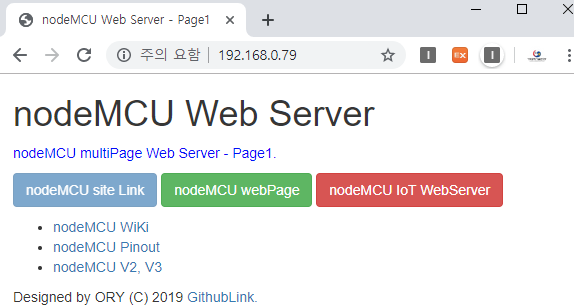 nodeMCU Web Server - Page1
주의 요함 192.168.0.79
I EX I
nodeMCU Web Server
nodeMCU multiPage Web Server - Page1.
nodeMCU site Link nodeMCU webPage nodeMCU IoT WebServer
nodeMCU WiKi
nodeMCU Pinout
nodeMCU V2, V3
Designed by ORY (C) 2019 GithubLink.